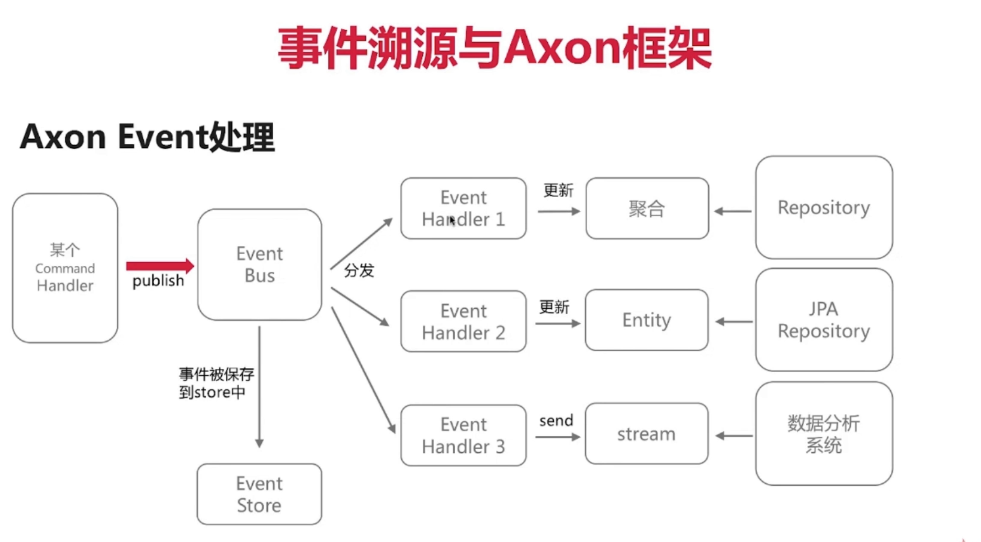 事件溯源与Axon框架
Axon Event处理
某个
Command
Handler
publish
Event
Bus
分发
事件被保存
到store中
Event
Store
Event
Handler 1
更新
聚合
Repository
Event
Handler 2
更新
Entity
JPA
Repository
Event
Handler 3
send
stream
数据分析
系统